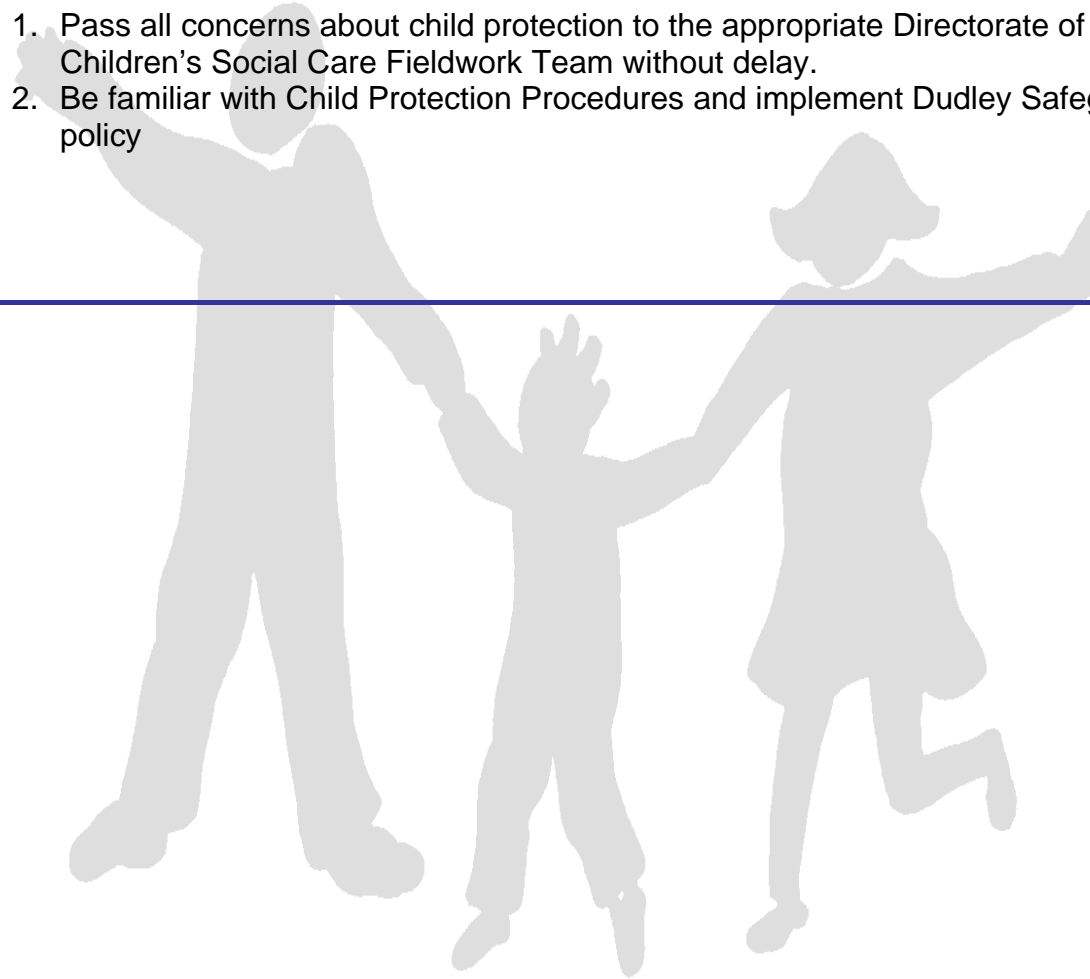 1. Pass all concerns about child protection to the appropriate Directorate of
Children's Social Care Fieldwork Team without delay.
2. Be familiar with Child Protection Procedures and implement Dudley
policy